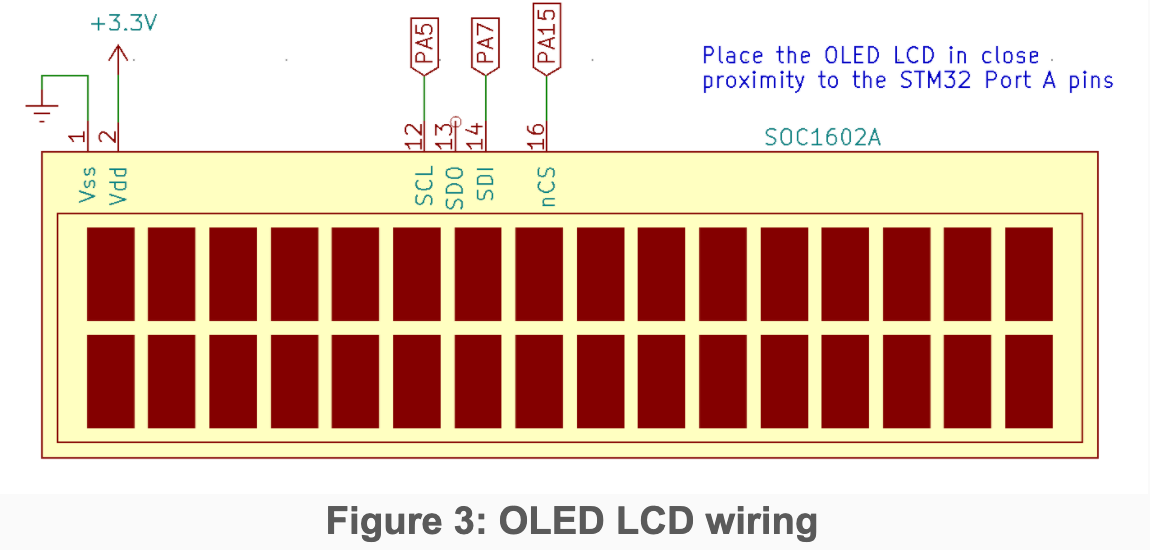 +3.3V
PA5
PA7
PA15
Place the OLED LCD in close
proximity to the STM32 Port A pins
1
2
12
13
14
16
SOC1602A
Vss
Vdd
SCL
SDO
SDI
nCS
Figure 3: OLED LCD wiring